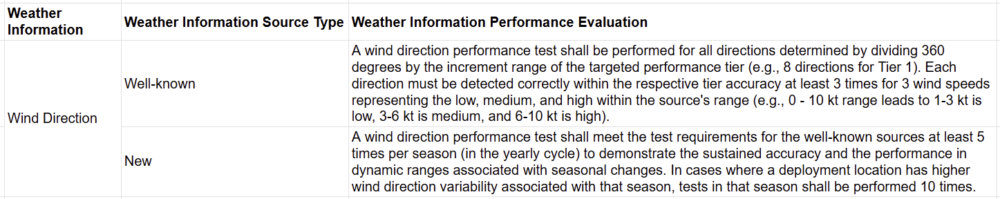 Weather
Information
Weather Information Source Type
Weather Information Performance Evaluation
Wind Direction
Well-known
A wind direction performance test shall be performed for all directions determined by dividing 360
degrees by the increment range of the targeted performance tier (e.g., 8 directions for Tier 1). Each
direction must be detected correctly within the respective tier accuracy at least 3 times for 3 wind speeds
representing the low, medium, and high within the source's range (e.g., 0 - 10 kt range leads to 1-3 kt is
low, 3-6 kt is medium, and 6-10 kt is high).
New
A wind direction performance test shall meet the test requirements for the well-known sources at least 5
times per season (in the yearly cycle) to demonstrate the sustained accuracy and the performance in
dynamic ranges associated with seasonal changes. In cases where a deployment location has higher
wind direction variability associated with that season, tests in that season shall be performed 10 times.